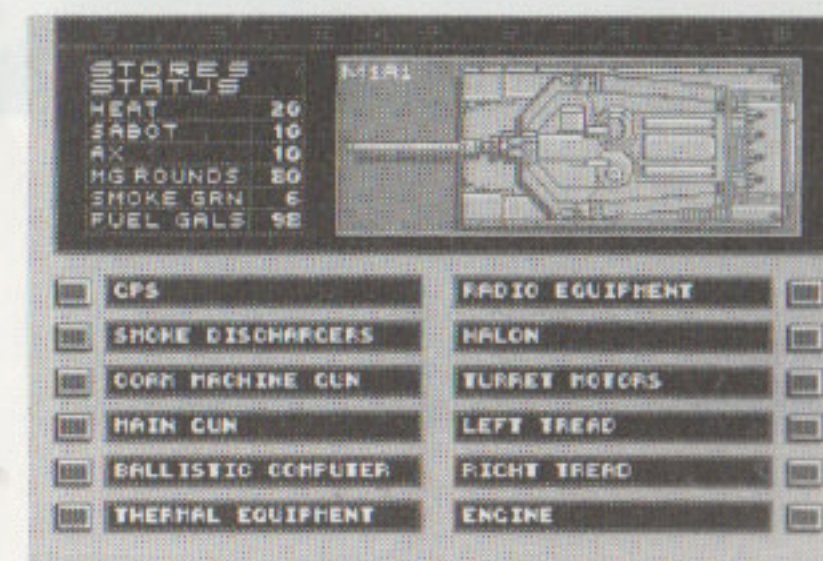 STORES
STATUS
HEAT 20
SABOT 10
AX 10
MG ROUNDS 80
SMOKE GRN 6
FUEL GALS 98
M1A1
GPS
SMOKE DISCHARGERS
COAX MACHINE GUN
MAIN GUN
BALLISTIC COMPUTER
THERMAL EQUIPMENT
RADIO EQUIPMENT
HALON
TURRET MOTORS
LEFT TREAD
RIGHT TREAD
ENGINE